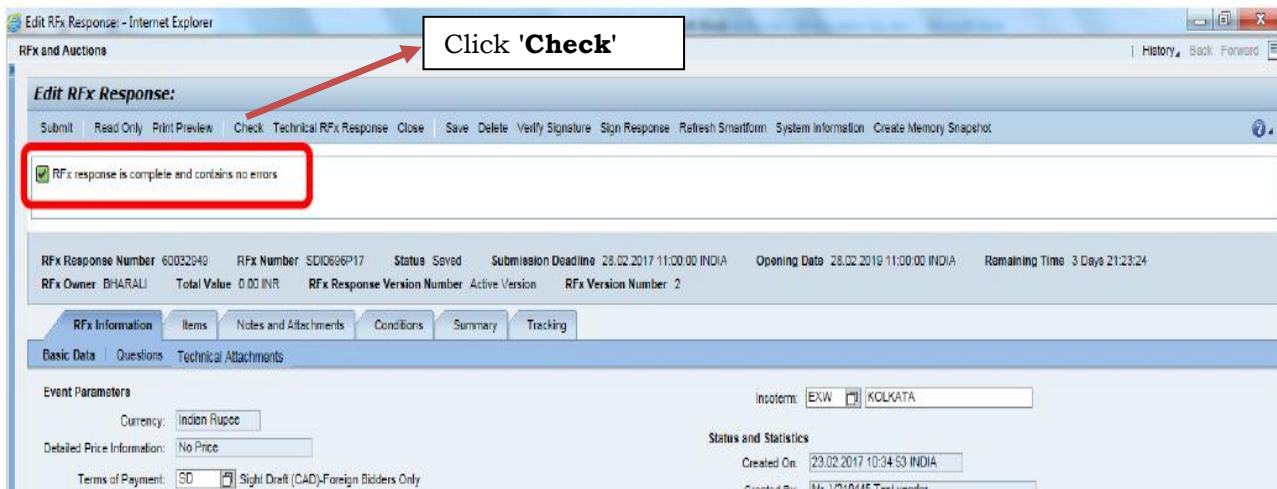 Edit RFx Response: - Internet Explorer
RFx and Auctions
Click 'Check'
History Back Forward
Edit RFx Response:
Submit Read Only Print Preview Check Technical RFx Response Close Save Delete Verify Signature Sign Response Refresh Smartform System Information Create Memory Snapshot
RFx response is complete and contains no errors
RFx Response Number 60032949 RFx Number SDI0696P17 Status Saved Submission Deadline 28.02.2017 11:00:00 INDIA Opening Date 28.02.2019 11:00:00 INDIA Remaining Time 3 Days 21:23:24
RFx Owner BHARALI Total Value 0.00 INR RFx Response Version Number Active Version RFx Version Number 2
RFx Information Items Notes and Attachments Conditions Summary Tracking
Basic Data Questions Technical Attachments
Event Parameters
Incoterm: EXW KOLKATA
Currency: Indian Rupee
Status and Statistics
Detailed Price Information: No Price
Created On: 23.02.2017 10:34:53 INDIA
Terms of Payment: SD Sight Draft (CAD)-Foreign Bidders Only
Created By: Mr.